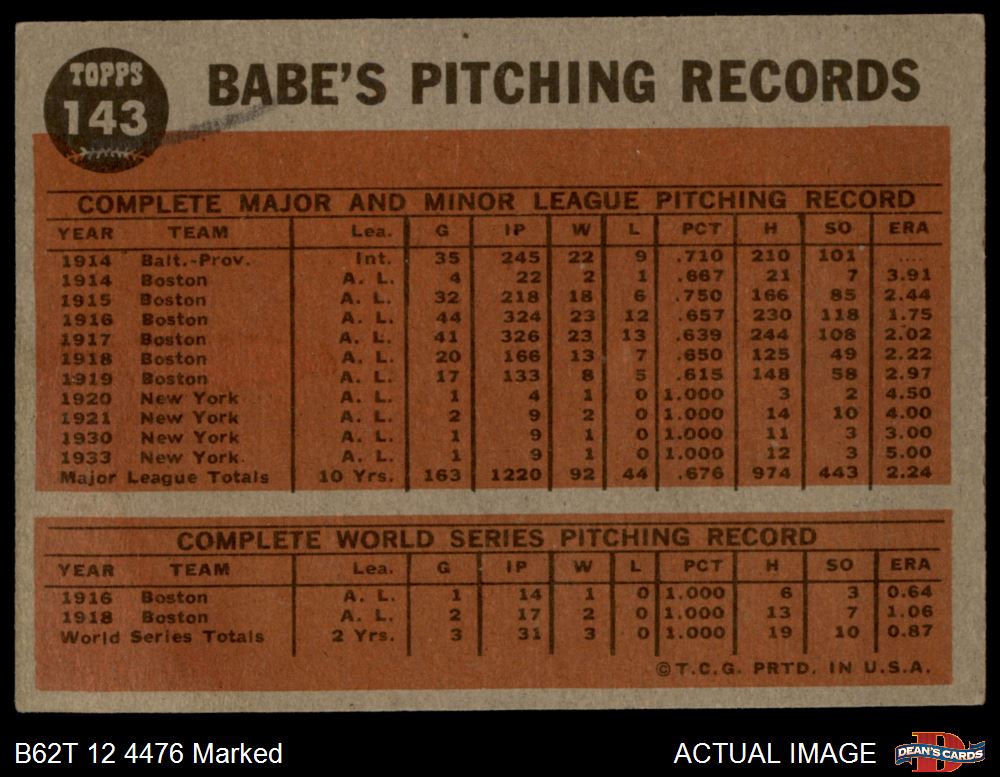 TOPPS
143
BABE'S PITCHING RECORDS
COMPLETE MAJOR AND MINOR LEAGUE PITCHING RECORD
YEAR TEAM Lea. G IP W L PCT H SO ERA
1914 Balt.-Prov. Int. 35 245 22 9 .710 210 101 ....
1914 Boston A. L. 4 22 2 1 .667 21 7 3.91
1915 Boston A. L. 32 218 18 6 .750 166 85 2.44
1916 Boston A. L. 44 324 23 12 .657 230 118 1.75
1917 Boston A. L. 41 326 23 13 .639 244 108 2.02
1918 Boston A. L. 20 166 13 7 .650 125 49 2.22
1919 Boston A. L. 17 133 8 5 .615 148 58 2.97
1920 New York A. L. 1 4 1 0 1.000 3 2 4.50
1921 New York A. L. 2 9 2 0 1.000 14 10 4.00
1930 New York A. L. 1 9 1 0 1.000 11 3 3.00
1933 New York A. L. 1 9 1 0 1.000 12 3 5.00
Major League Totals 10 Yrs. 163 1220 92 44 .676 974 443 2.24
COMPLETE WORLD SERIES PITCHING RECORD
YEAR TEAM Lea. G IP W L PCT H SO ERA
1916 Boston A. L. 1 14 1 0 1.000 6 3 0.64
1918 Boston A. L. 2 17 2 0 1.000 13 7 1.06
World Series Totals 2 Yrs. 3 31 3 0 1.000 19 10 0.87
© T.C.G. PRTD. IN U.S.A.
B62T 12 4476 Marked ACTUAL IMAGE DEAN'S CARDS